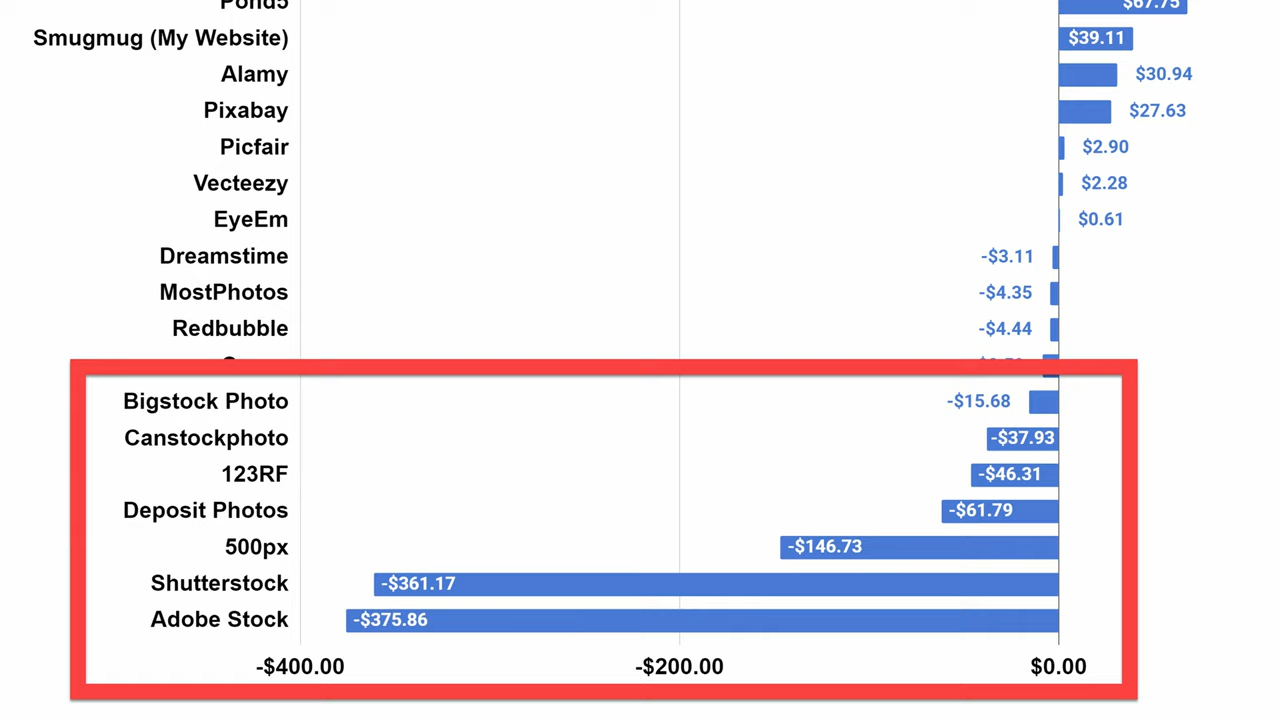 Pond5 $67.75
Smugmug (My Website) $39.11
Alamy $30.94
Pixabay $27.63
Picfair $2.90
Vecteezy $2.28
EyeEm $0.61
Dreamstime -$3.11
MostPhotos -$4.35
Redbubble -$4.44
Bigstock Photo -$15.68
Canstockphoto -$37.93
123RF -$46.31
Deposit Photos -$61.79
500px -$146.73
Shutterstock -$361.17
Adobe Stock -$375.86
-$400.00 -$200.00 $0.00